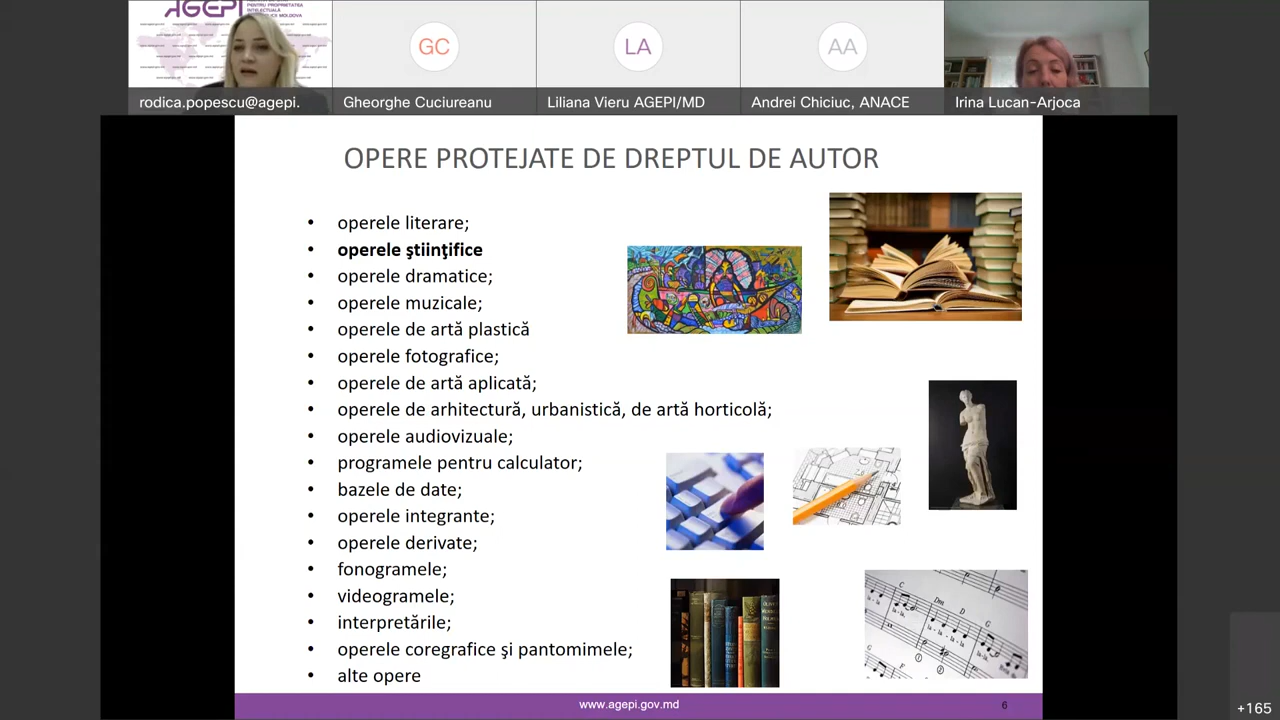 AGEPI
PENTRU PROPRIETATEA
INTELECTUALĂ
rodica.popescu@agepi.
GC
Gheorghe Cuciureanu
LA
Liliana Vieru AGEPI/MD
AA
Andrei Chiciuc, ANACE
Irina Lucan-Arjoca
OPERE PROTEJATE DE DREPTUL DE AUTOR
• operele literare;
• operele ştiinţifice
• operele dramatice;
• operele muzicale;
• operele de artă plastică
• operele fotografice;
• operele de artă aplicată;
• operele de arhitectură, urbanistică, de artă horticolă;
• operele audiovizuale;
• programele pentru calculator;
• bazele de date;
• operele integrante;
• operele derivate;
• fonogramele;
• videogramele;
• interpretările;
• operele coregrafice şi pantomimele;
• alte opere
C
Dm
D
G
www.agepi.gov.md
6
+165